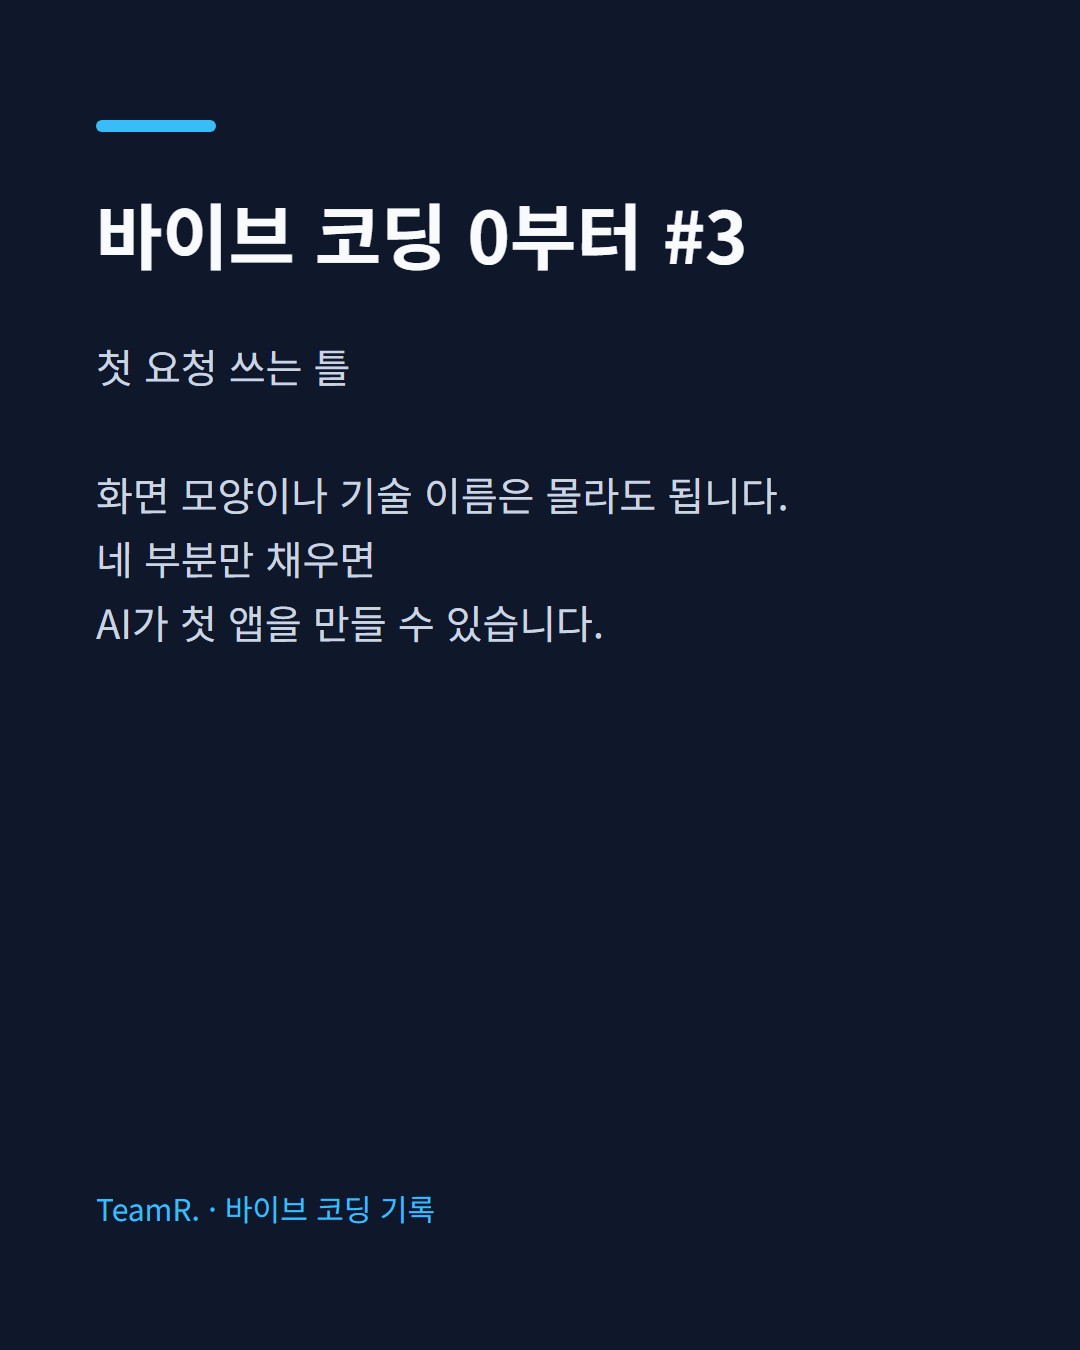 바이브 코딩 0부터 #3
첫 요청 쓰는 틀
화면 모양이나 기술 이름은 몰라도 됩니다.
네 부분만 채우면
AI가 첫 앱을 만들 수 있습니다.
TeamR. · 바이브 코딩 기록